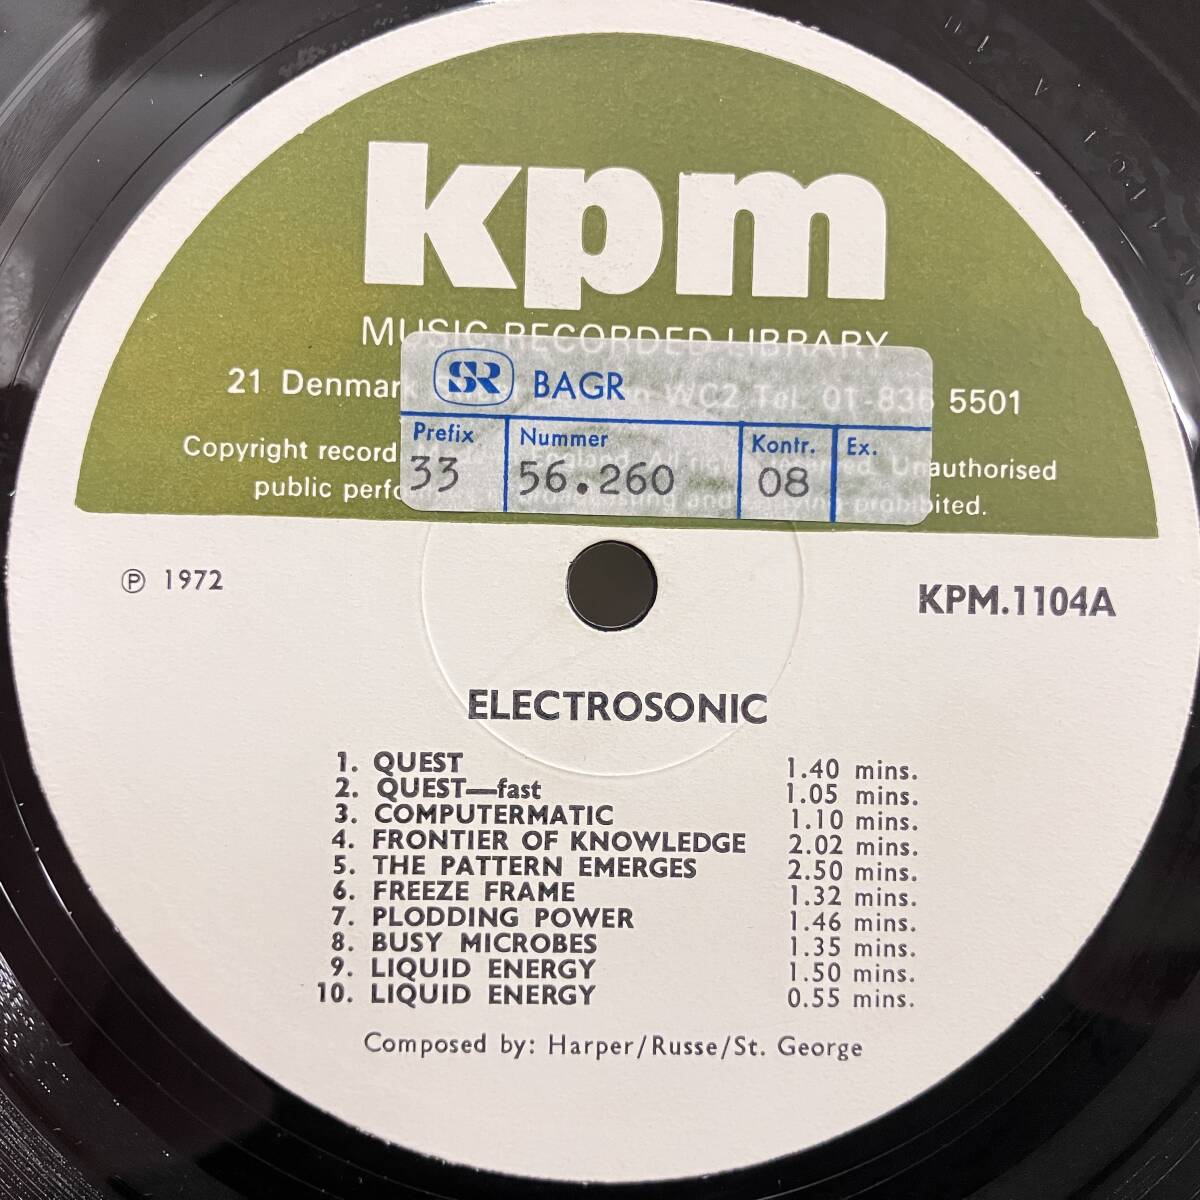 kpm
MUSIC RECORDED LIBRARY
21 Denmark WC2 Tel. 01-836 5501
SR BAGR
Prefix Nummer Kontr. Ex.
33 56.260 08
Copyright record England. All Unauthorised
public broadcasting and prohibited.
℗ 1972
KPM.1104A
ELECTROSONIC
1. QUEST 1.40 mins.
2. QUEST—fast 1.05 mins.
3. COMPUTERMATIC 1.10 mins.
4. FRONTIER OF KNOWLEDGE 2.02 mins.
5. THE PATTERN EMERGES 2.50 mins.
6. FREEZE FRAME 1.32 mins.
7. PLODDING POWER 1.46 mins.
8. BUSY MICROBES 1.35 mins.
9. LIQUID ENERGY 1.50 mins.
10. LIQUID ENERGY 0.55 mins.
Composed by: Harper/Russe/St. George